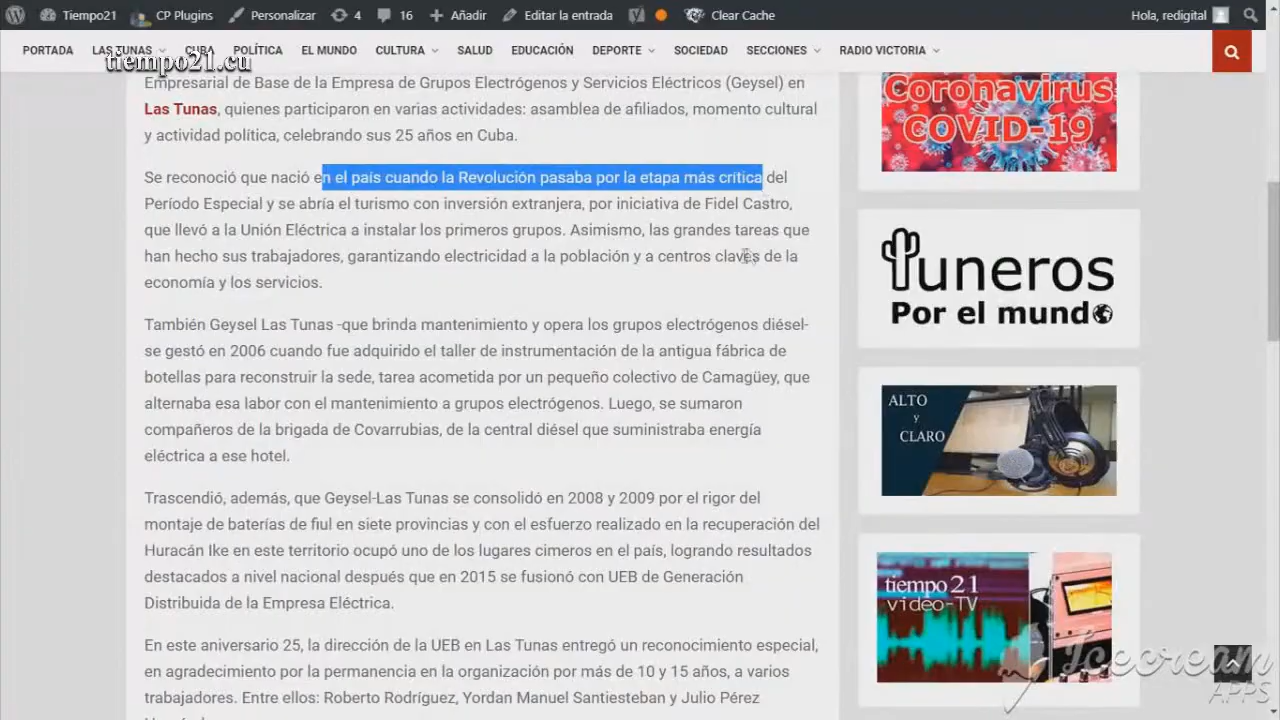 Tiempo21 CP Plugins Personalizar 4 16 Añadir Editar la entrada Clear Cache Hola, redigital
PORTADA LAS TUNAS CUBA POLÍTICA EL MUNDO CULTURA SALUD EDUCACIÓN DEPORTE SOCIEDAD SECCIONES RADIO VICTORIA
tiempo21.cu
Empresarial de Base de la Empresa de Grupos Electrógenos y Servicios Eléctricos (Geysel) en
Las Tunas, quienes participan en varias actividades: asamblea de afiliados, momento cultural
y actividad política, celebrando sus 25 años en Cuba.
Se reconoció que nació en el país cuando la Revolución pasaba por la etapa más crítica del
Período Especial y se abría el turismo con inversión extranjera, por iniciativa de Fidel Castro,
que llevó a la Unión Eléctrica a instalar los primeros grupos. Asimismo, las grandes tareas que
han hecho sus trabajadores, garantizando electricidad a la población y a centros claves de la
economía y los servicios.
También Geysel Las Tunas -que brinda mantenimiento y opera los grupos electrógenos diésel-
se gestó en 2006 cuando fue adquirido el taller de instrumentación de la antigua fábrica de
botellas para reconstruir la sede, tarea acometida por un pequeño colectivo de Camagüey, que
alternaba esa labor con el mantenimiento a grupos electrógenos. Luego, se sumaron
compañeros de la brigada de Covarrubias, de la central diésel que suministraba energía
eléctrica a ese hotel.
Trascendió, además, que Geysel-Las Tunas se consolidó en 2008 y 2009 por el rigor del
montaje de baterías de fiul en siete provincias y con el esfuerzo realizado en la recuperación del
Huracán Ike en este territorio ocupó uno de los lugares cimeros en el país, logrando resultados
destacados a nivel nacional después que en 2015 se fusionó con UEB de Generación
Distribuida de la Empresa Eléctrica.
En este aniversario 25, la dirección de la UEB en Las Tunas entregó un reconocimiento especial,
en agradecimiento por la permanencia en la organización por más de 10 y 15 años, a varios
trabajadores. Entre ellos: Roberto Rodríguez, Yordan Manuel Santiesteban y Julio Pérez
Coronavirus
COVID-19
Tuneros
Por el mundo
ALTO
y
CLARO
tiempo21
video-TV
Icecream
APPS